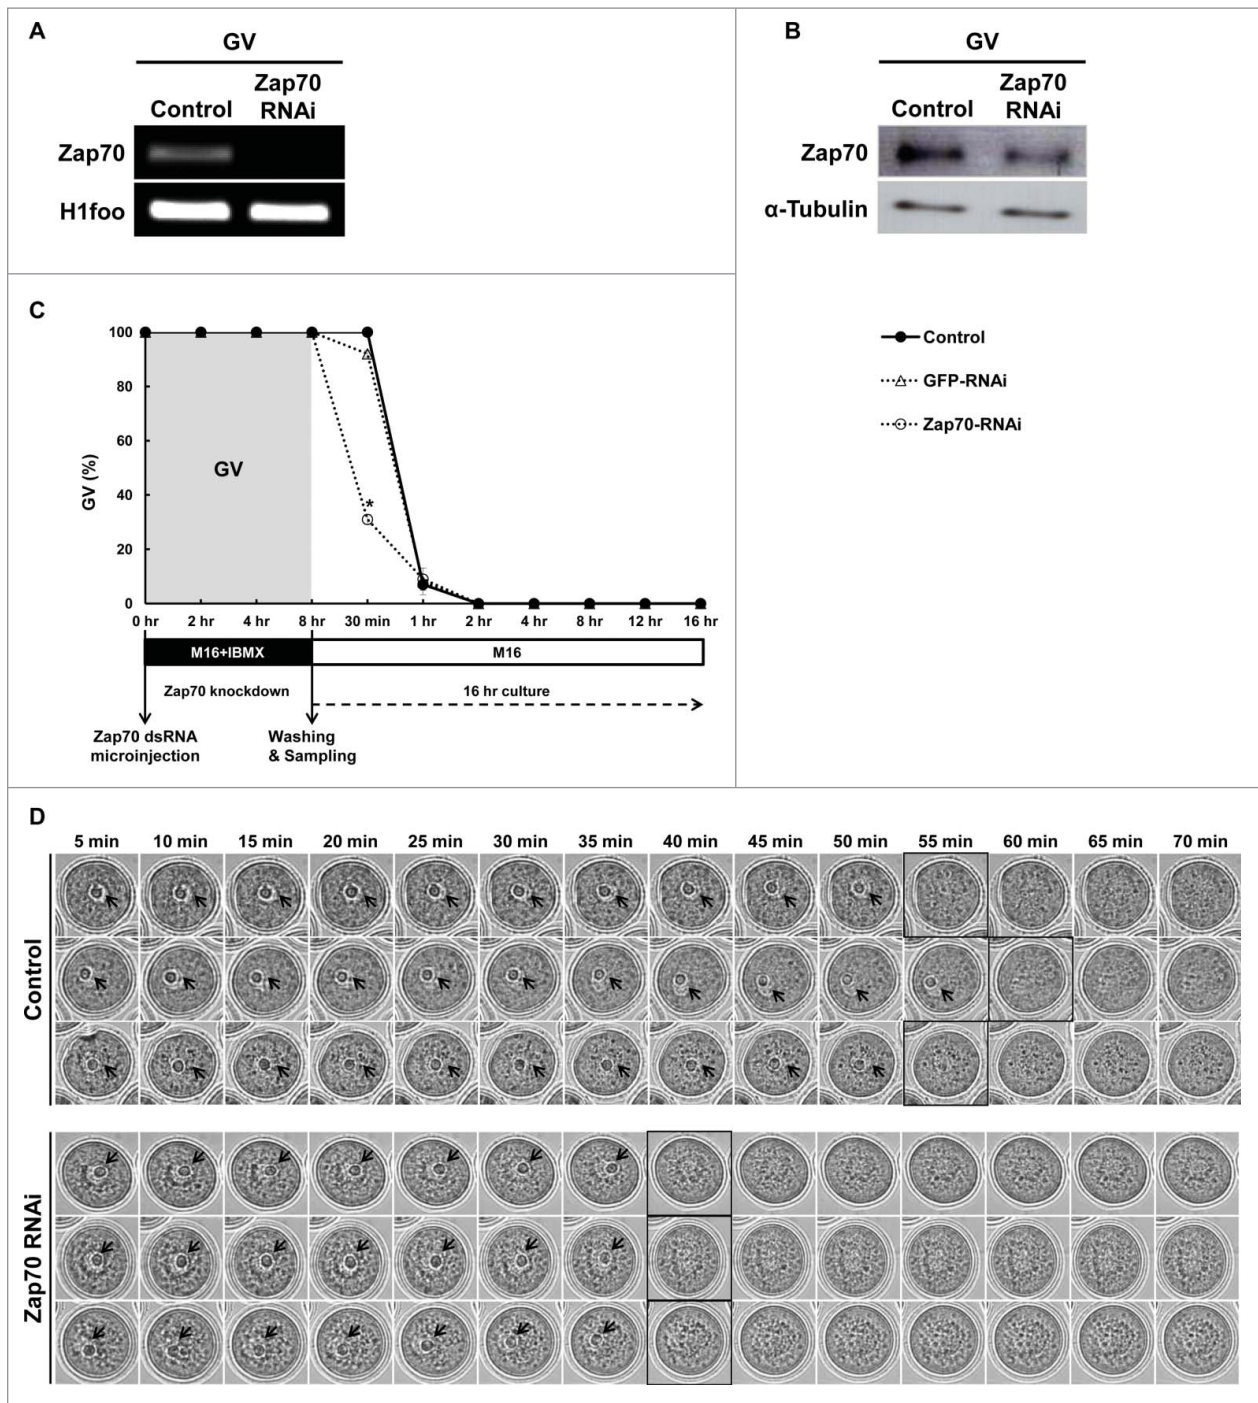 A
GV
Control
Zap70
RNAi
Zap70
H1foo
B
GV
Control
Zap70
RNAi
Zap70
α-Tubulin
C
GV (%)
100
80
60
40
20
0
GV
*
0 hr 2 hr 4 hr 8 hr 30 min 1 hr 2 hr 4 hr 8 hr 12 hr 16 hr
M16+IBMX M16
Zap70 knockdown 16 hr culture
Zap70 dsRNA
microinjection
Washing
& Sampling
Control
GFP-RNAi
Zap70-RNAi
D
5 min 10 min 15 min 20 min 25 min 30 min 35 min 40 min 45 min 50 min 55 min 60 min 65 min 70 min
Control
Zap70 RNAi